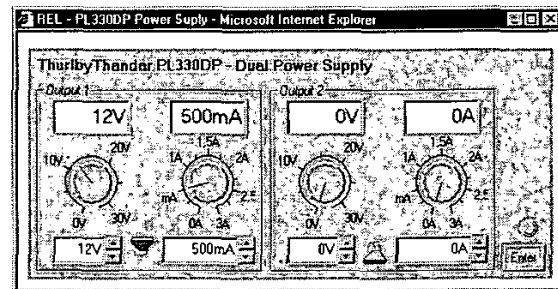 REL - PL330DP Power Suply - Microsoft Internet Explorer
ThurlbyThandar PL330DP - Dual Power Supply
Output 1
Output 2
12V 500mA 0V 0A
10V 20V 0V 30V
1A 1.5A 2A mA 2.5 0A 3A
10V 20V 0V 30V
1A 1.5A 2A mA 2.5 0A 3A
12V 500mA 0V 0A
Enter